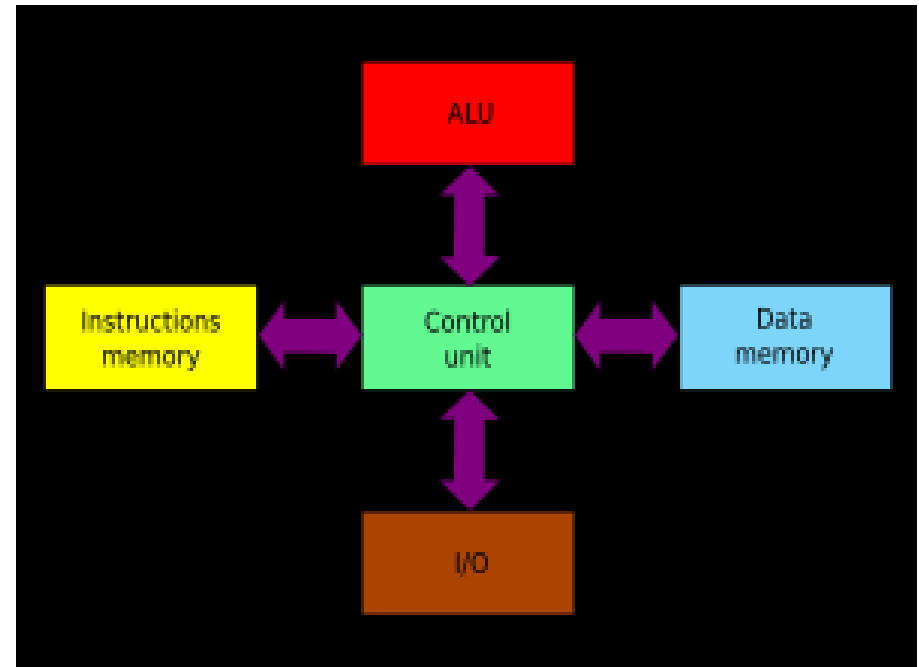 ALU
Instructions
memory
Control
unit
Data
memory
I/O